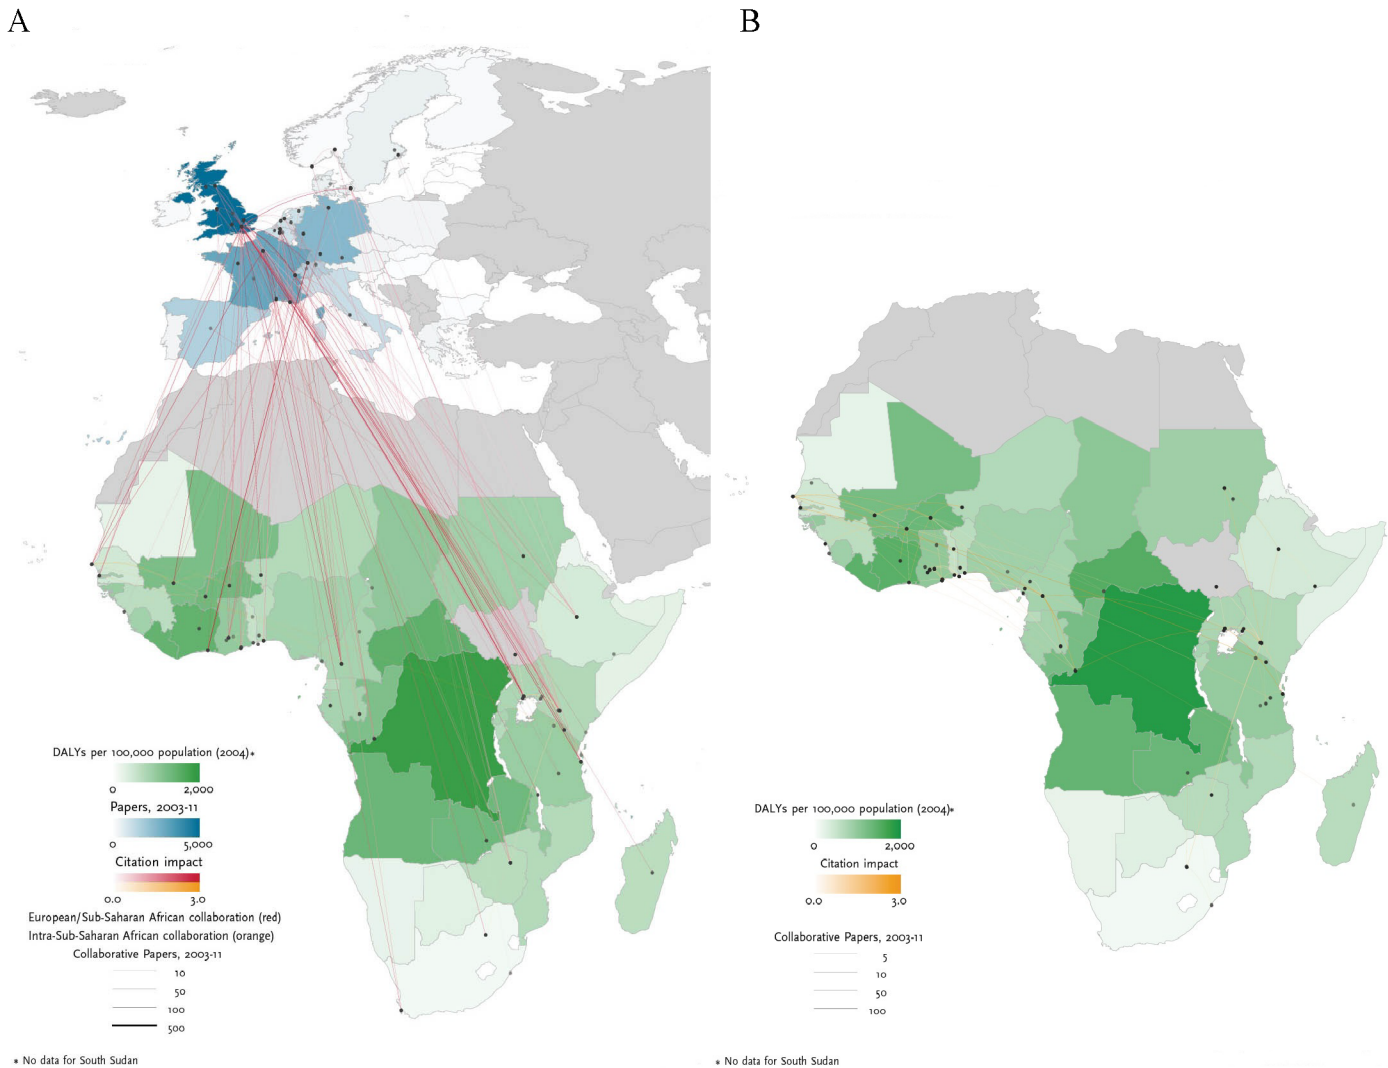 A
B
DALYs per 100,000 population (2004)*
0 2,000
Papers, 2003-11
0 5,000
Citation impact
0.0 3.0
European/Sub-Saharan African collaboration (red)
Intra-Sub-Saharan African collaboration (orange)
Collaborative Papers, 2003-11
10
50
100
500
* No data for South Sudan
DALYs per 100,000 population (2004)*
0 2,000
Citation impact
0.0 3.0
Collaborative Papers, 2003-11
5
10
50
100
* No data for South Sudan